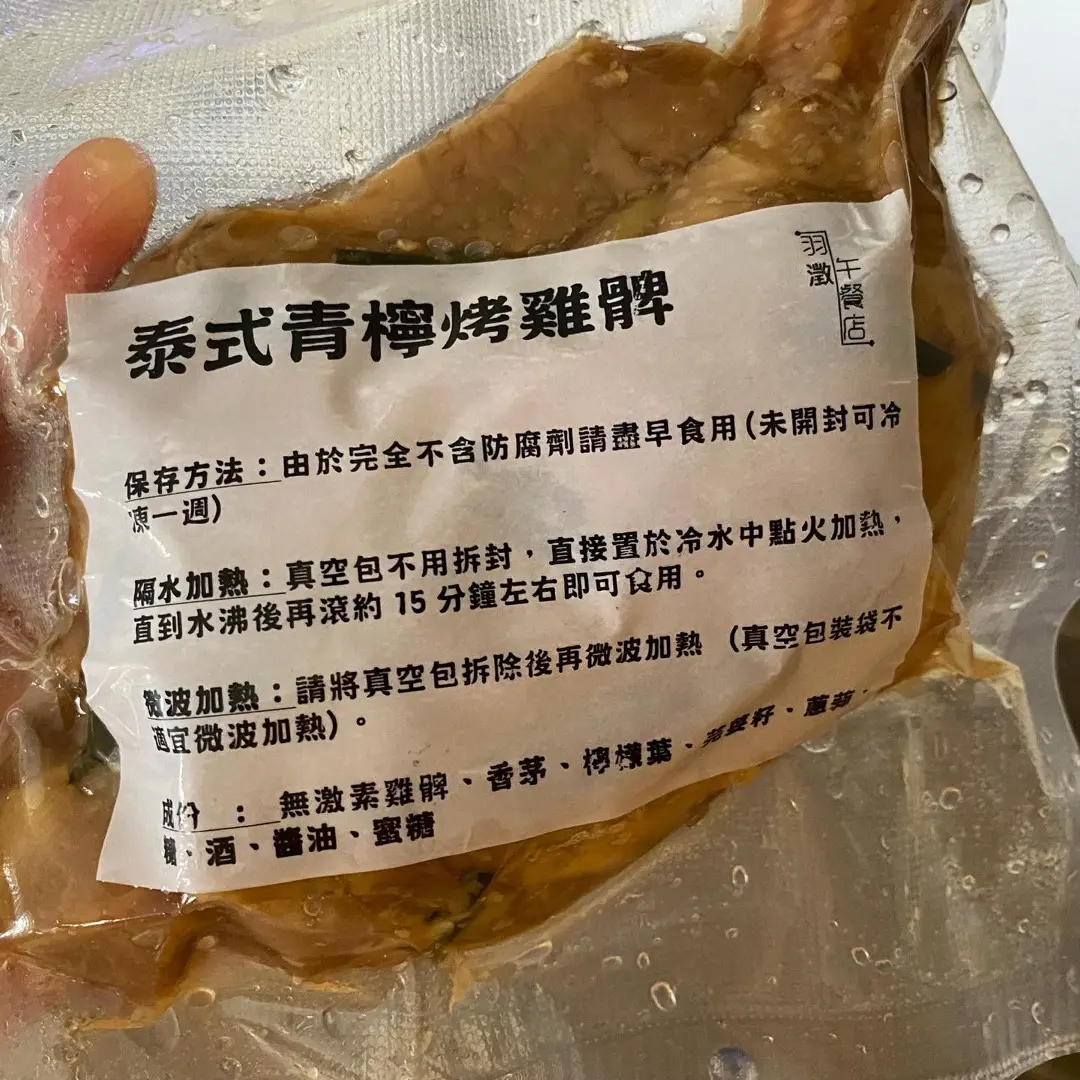 泰式青檸烤雞髀
羽澂
午餐店
保存方法：由於完全不含防腐劑請盡早食用(未開封可冷
凍一週)
隔水加熱：真空包不用拆封，直接置於冷水中點火加熱，
直到水沸後再滾約 15 分鐘左右即可食用。
微波加熱：請將真空包拆除後再微波加熱 (真空包裝袋不
適宜微波加熱)。
成份 ： 無激素雞髀、香茅、檸檬葉、芫荽籽、蔥蒜、
糖、酒、醬油、蜜糖